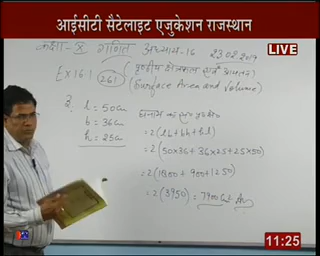 आईसीटी सैटेलाइट एजुकेशन राजस्थान
LIVE
कक्षा-X गणित अध्याय-16 23.02.2017
Ex 16.1 (261) (पृष्ठीय क्षेत्रफल एवं आयतन)
(Surface Area and Volume)
2. l = 50cm
b = 36cm
h = 25cm
घनाभ का
= 2(lb+bh+hl)
= 2(50×36+36×25+25×50)
= 2(1800+900+1250)
= 2(3950) = 7900 Ans
11:25